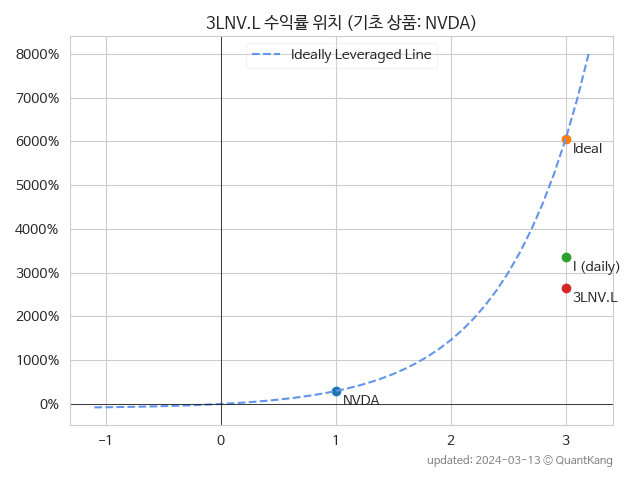 3LNV.L 수익률 위치 (기초 상품: NVDA)
Ideally Leveraged Line
8000%
7000%
6000%
5000%
4000%
3000%
2000%
1000%
0%
Ideal
I (daily)
3LNV.L
NVDA
−1
0
1
2
3
updated: 2024-03-13 © QuantKang